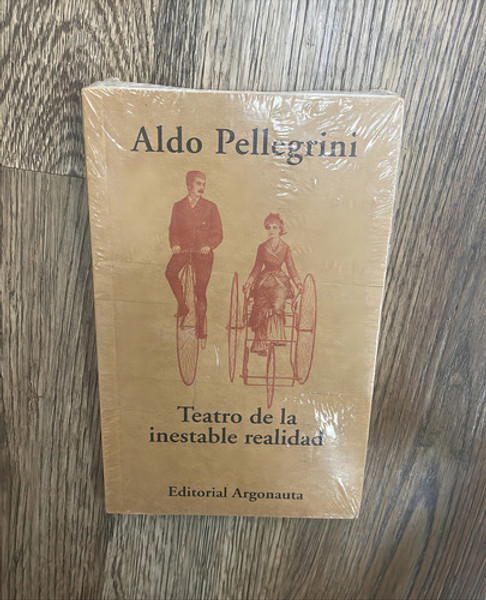 Aldo Pellegrini
Teatro de la
inestable realidad
Editorial Argonauta